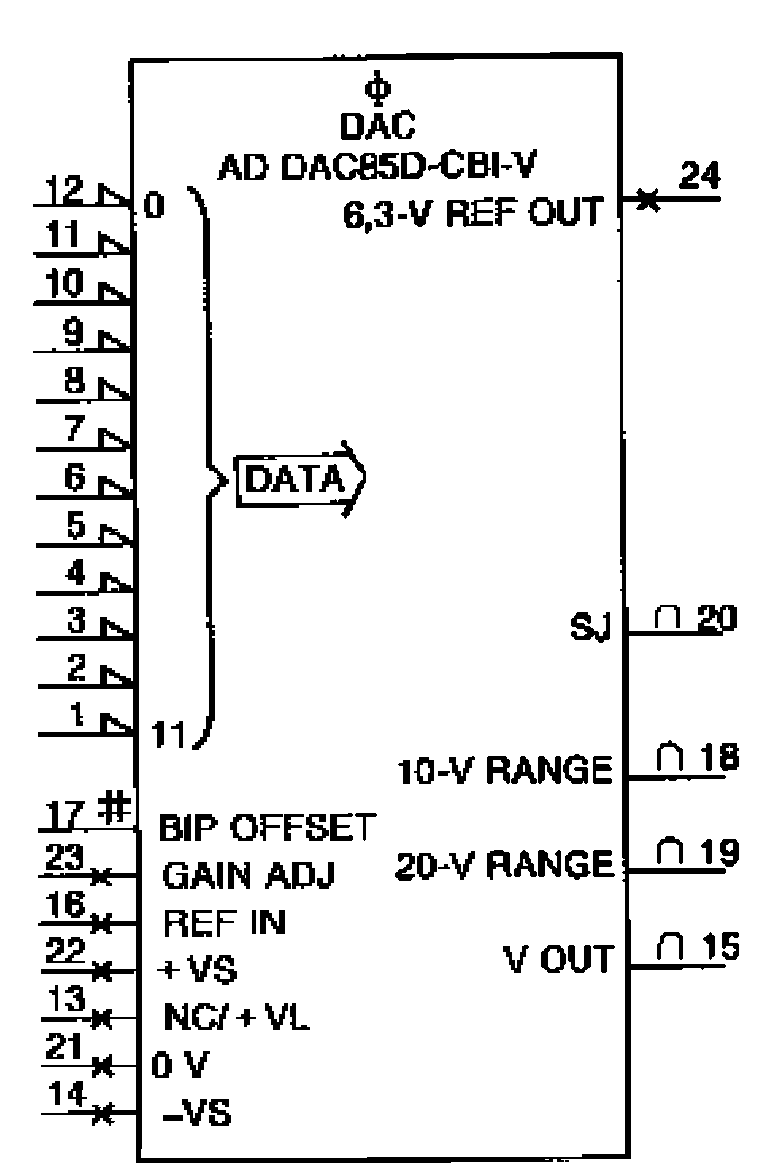 ϕ
DAC
AD DAC85D-CBI-V
12 0 6,3-V REF OUT 24
11
10
9
8
7
6 DATA
5
4
3 SJ ∩ 20
2
1 11
10-V RANGE ∩ 18
17 # BIP OFFSET
23 GAIN ADJ 20-V RANGE ∩ 19
16 REF IN
22 +VS V OUT ∩ 15
13 NC/+VL
21 0 V
14 –VS